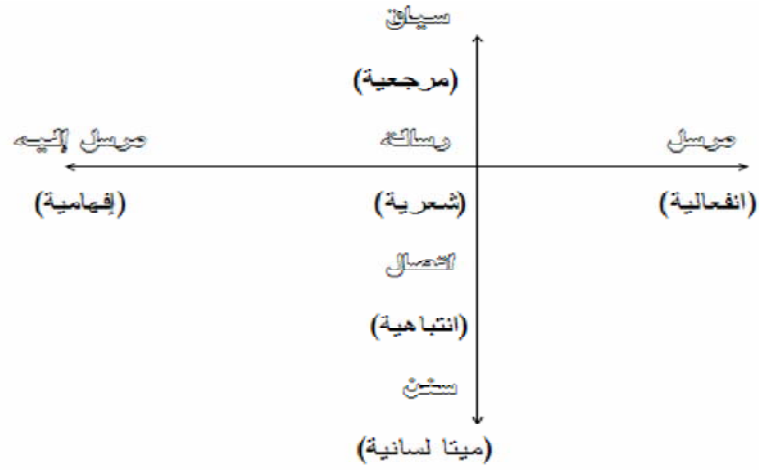 سياق
(مرجعية)
مرسل رسالة مرسل إليه
(انفعالية) (شعرية) (إفهامية)
اتصال
(انتباهية)
سنن
(ميتا لسانية)